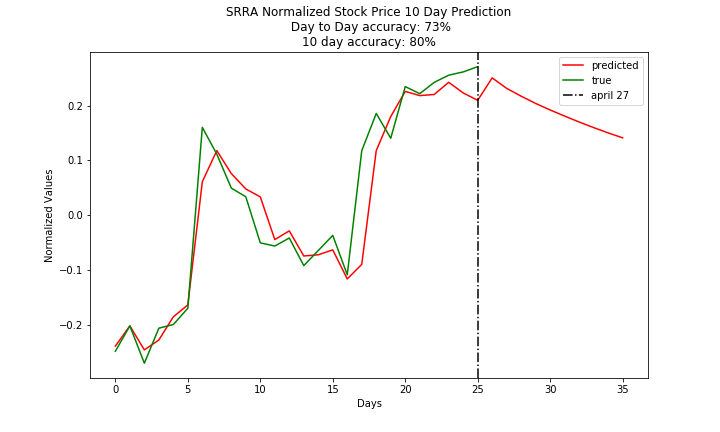 SRRA Normalized Stock Price 10 Day Prediction
Day to Day accuracy: 73%
10 day accuracy: 80%
predicted
true
april 27
0.2
0.1
0.0
−0.1
−0.2
Normalized Values
0 5 10 15 20 25 30 35
Days